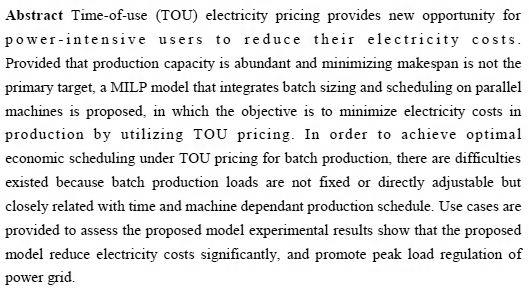 Abstract Time-of-use (TOU) electricity pricing provides new opportunity for
power-intensive users to reduce their electricity costs.
Provided that production capacity is abundant and minimizing makespan is not the
primary target, a MILP model that integrates batch sizing and scheduling on parallel
machines is proposed, in which the objective is to minimize electricity costs in
production by utilizing TOU pricing. In order to achieve optimal
economic scheduling under TOU pricing for batch production, there are difficulties
existed because batch production loads are not fixed or directly adjustable but
closely related with time and machine dependant production schedule. Use cases are
provided to assess the proposed model experimental results show that the proposed
model reduce electricity costs significantly, and promote peak load regulation of
power grid.